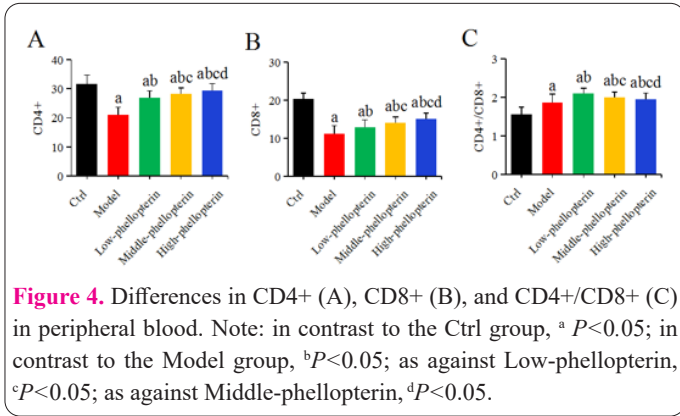 A
B
C
CD4+
40
30
20
10
0
a
ab
abc
abcd
Ctrl
Model
Low-phellopterin
Middle-phellopterin
High-phellopterin
CD8+
30
20
10
0
a
ab
abc
abcd
Ctrl
Model
Low-phellopterin
Middle-phellopterin
High-phellopterin
CD4+/CD8+
3
2
1
0
a
ab
abc
abcd
Ctrl
Model
Low-phellopterin
Middle-phellopterin
High-phellopterin
Figure 4. Differences in CD4+ (A), CD8+ (B), and CD4+/CD8+ (C)
in peripheral blood. Note: in contrast to the Ctrl group, ᵃ P<0.05; in
contrast to the Model group, ᵇP<0.05; as against Low-phellopterin,
ᶜP<0.05; as against Middle-phellopterin, ᵈP<0.05.